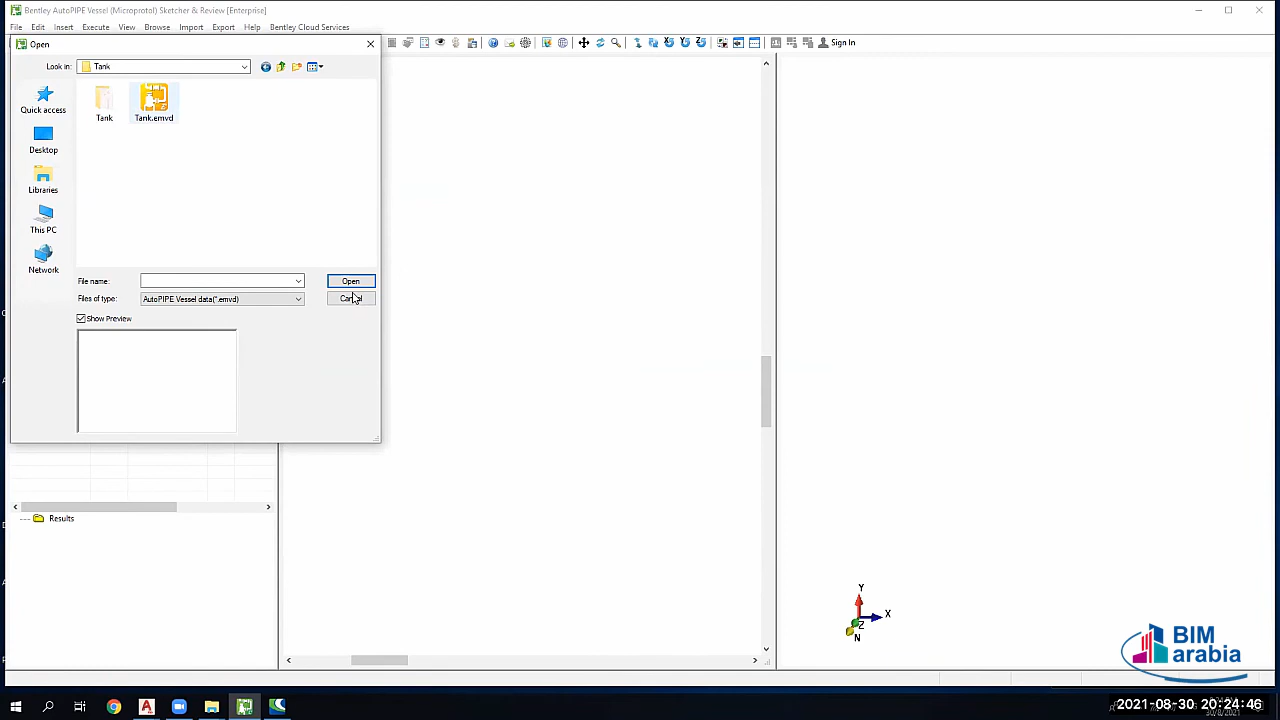 Bentley AutoPIPE Vessel (Microprotol) Sketcher & Review [Enterprise]
File Edit Insert Execute View Browse Import Export Help Bentley Cloud Services
Sign In
Open
Look in: Tank
Quick access
Desktop
Libraries
This PC
Network
Tank
Tank.emvd
File name:
Open
Files of type: AutoPIPE Vessel data(*.emvd)
Show Preview
Results
Y
X
Z
N
BIM
arabia
2021-08-30 20:24:46